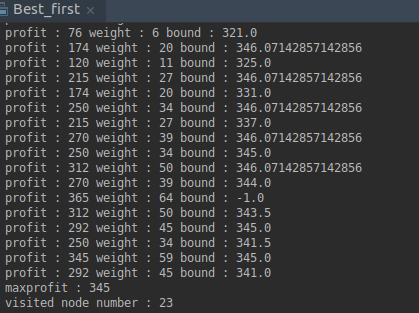 Best_first ×
profit : 76 weight : 6 bound : 321.0
profit : 174 weight : 20 bound : 346.07142857142856
profit : 120 weight : 11 bound : 325.0
profit : 215 weight : 27 bound : 346.07142857142856
profit : 174 weight : 20 bound : 331.0
profit : 250 weight : 34 bound : 346.07142857142856
profit : 215 weight : 27 bound : 337.0
profit : 270 weight : 39 bound : 346.07142857142856
profit : 250 weight : 34 bound : 345.0
profit : 312 weight : 50 bound : 346.07142857142856
profit : 270 weight : 39 bound : 344.0
profit : 365 weight : 64 bound : -1.0
profit : 312 weight : 50 bound : 343.5
profit : 292 weight : 45 bound : 345.0
profit : 250 weight : 34 bound : 341.5
profit : 345 weight : 59 bound : 345.0
profit : 292 weight : 45 bound : 341.0
maxprofit : 345
visited node number : 23